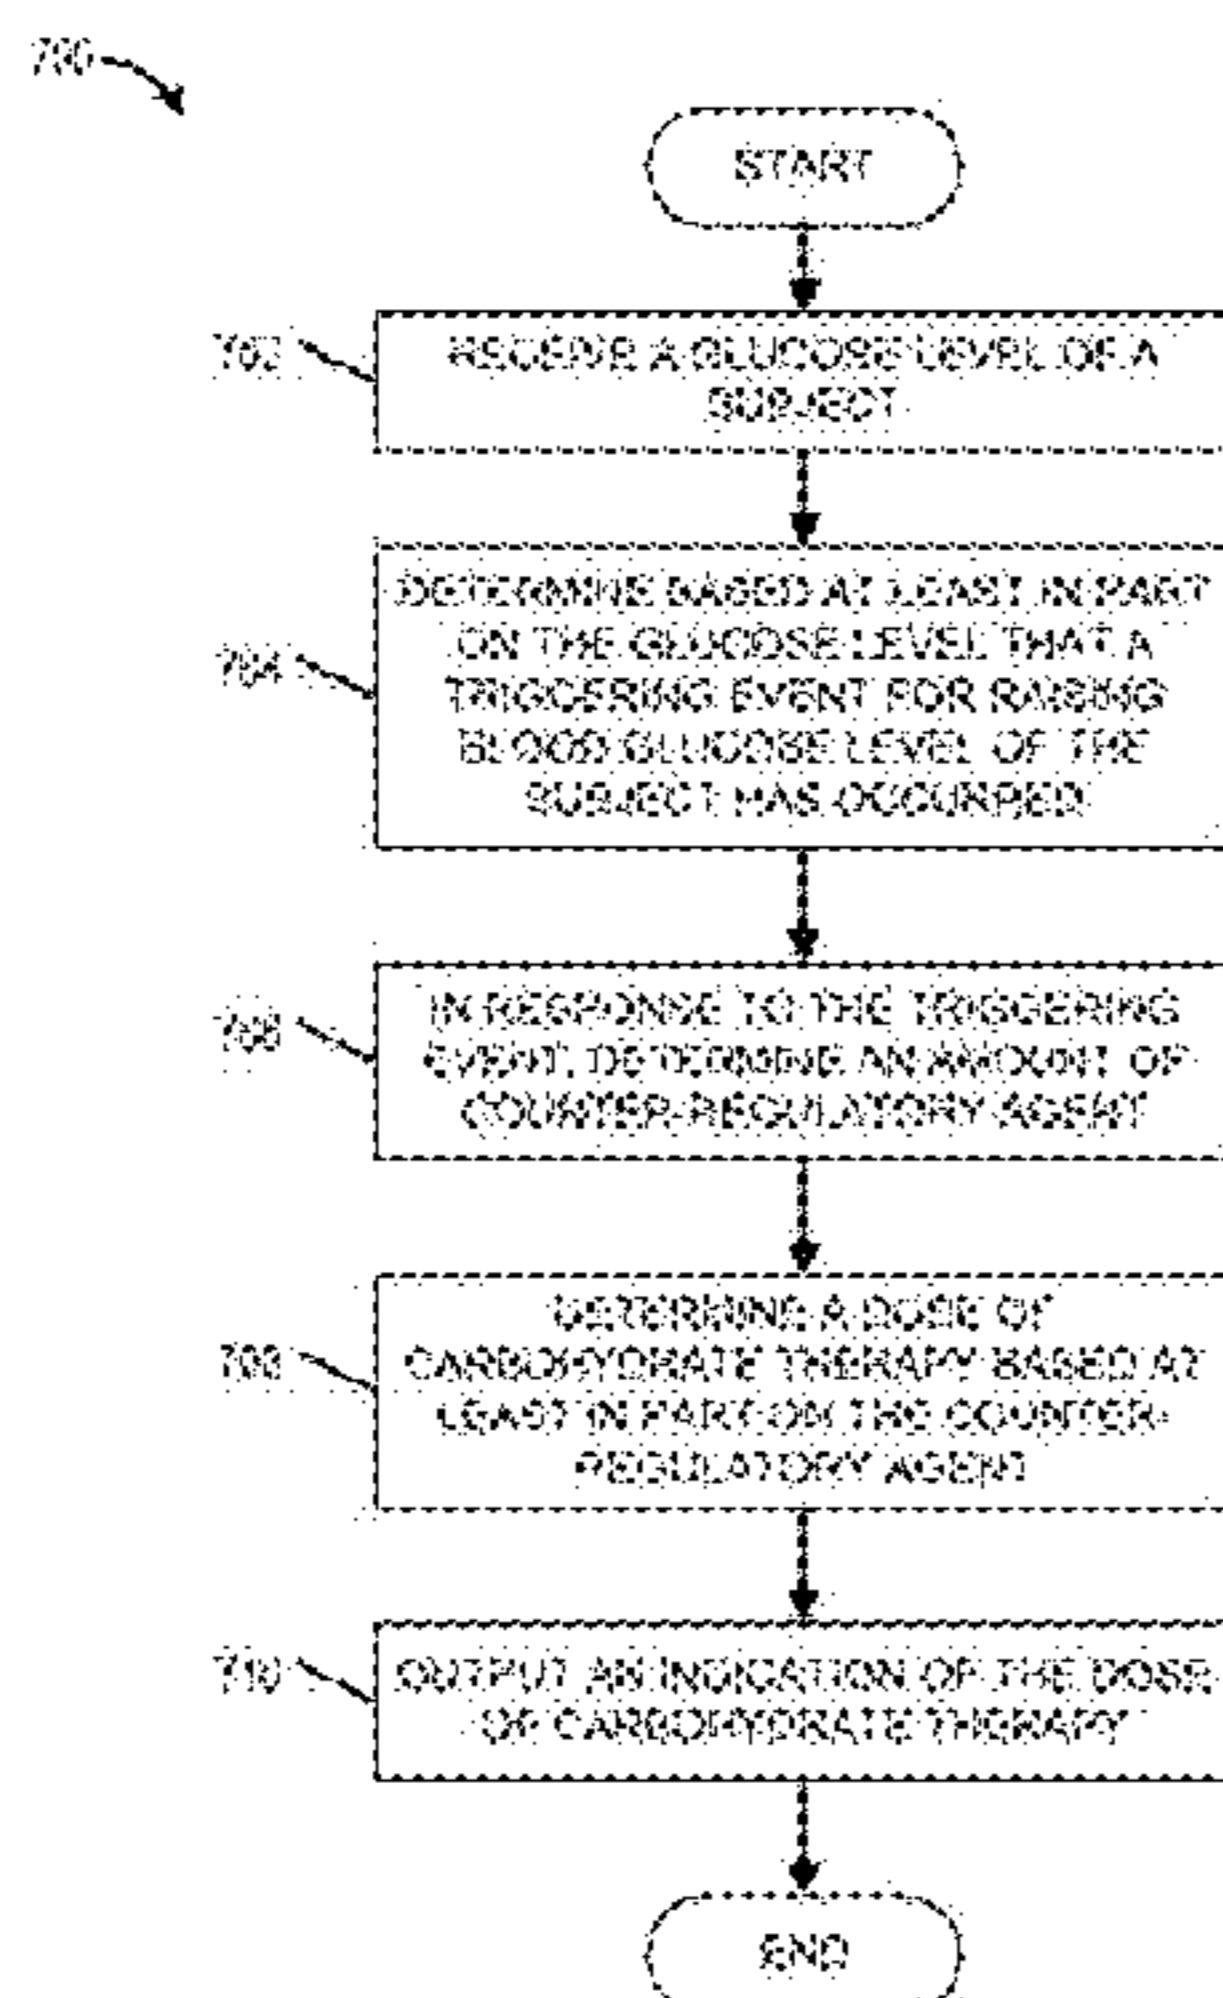 700
START
702
RECEIVE A GLUCOSE LEVEL OF A
SUBJECT
704
DETERMINE BASED AT LEAST IN PART
ON THE GLUCOSE LEVEL THAT A
TRIGGERING EVENT FOR RAISING
BLOOD GLUCOSE LEVEL OF THE
SUBJECT HAS OCCURRED
706
IN RESPONSE TO THE TRIGGERING
EVENT, DETERMINE AN AMOUNT OF
COUNTER-REGULATORY AGENT
708
DETERMINE A DOSE OF
CARBOHYDRATE THERAPY BASED AT
LEAST IN PART ON THE COUNTER-
REGULATORY AGENT
710
OUTPUT AN INDICATION OF THE DOSE
OF CARBOHYDRATE THERAPY
END